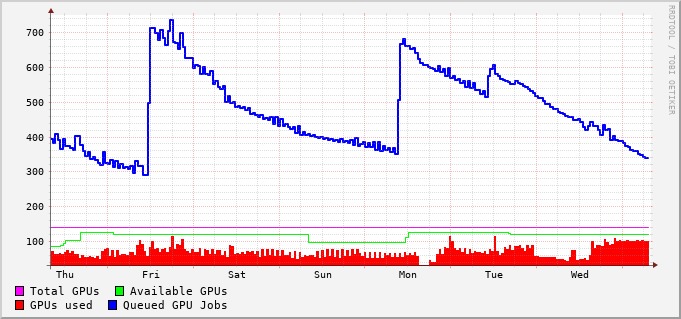 700
600
500
400
300
200
100
Thu Fri Sat Sun Mon Tue Wed
Total GPUs Available GPUs
GPUs used Queued GPU Jobs
RRDTOOL / TOBI OETIKER